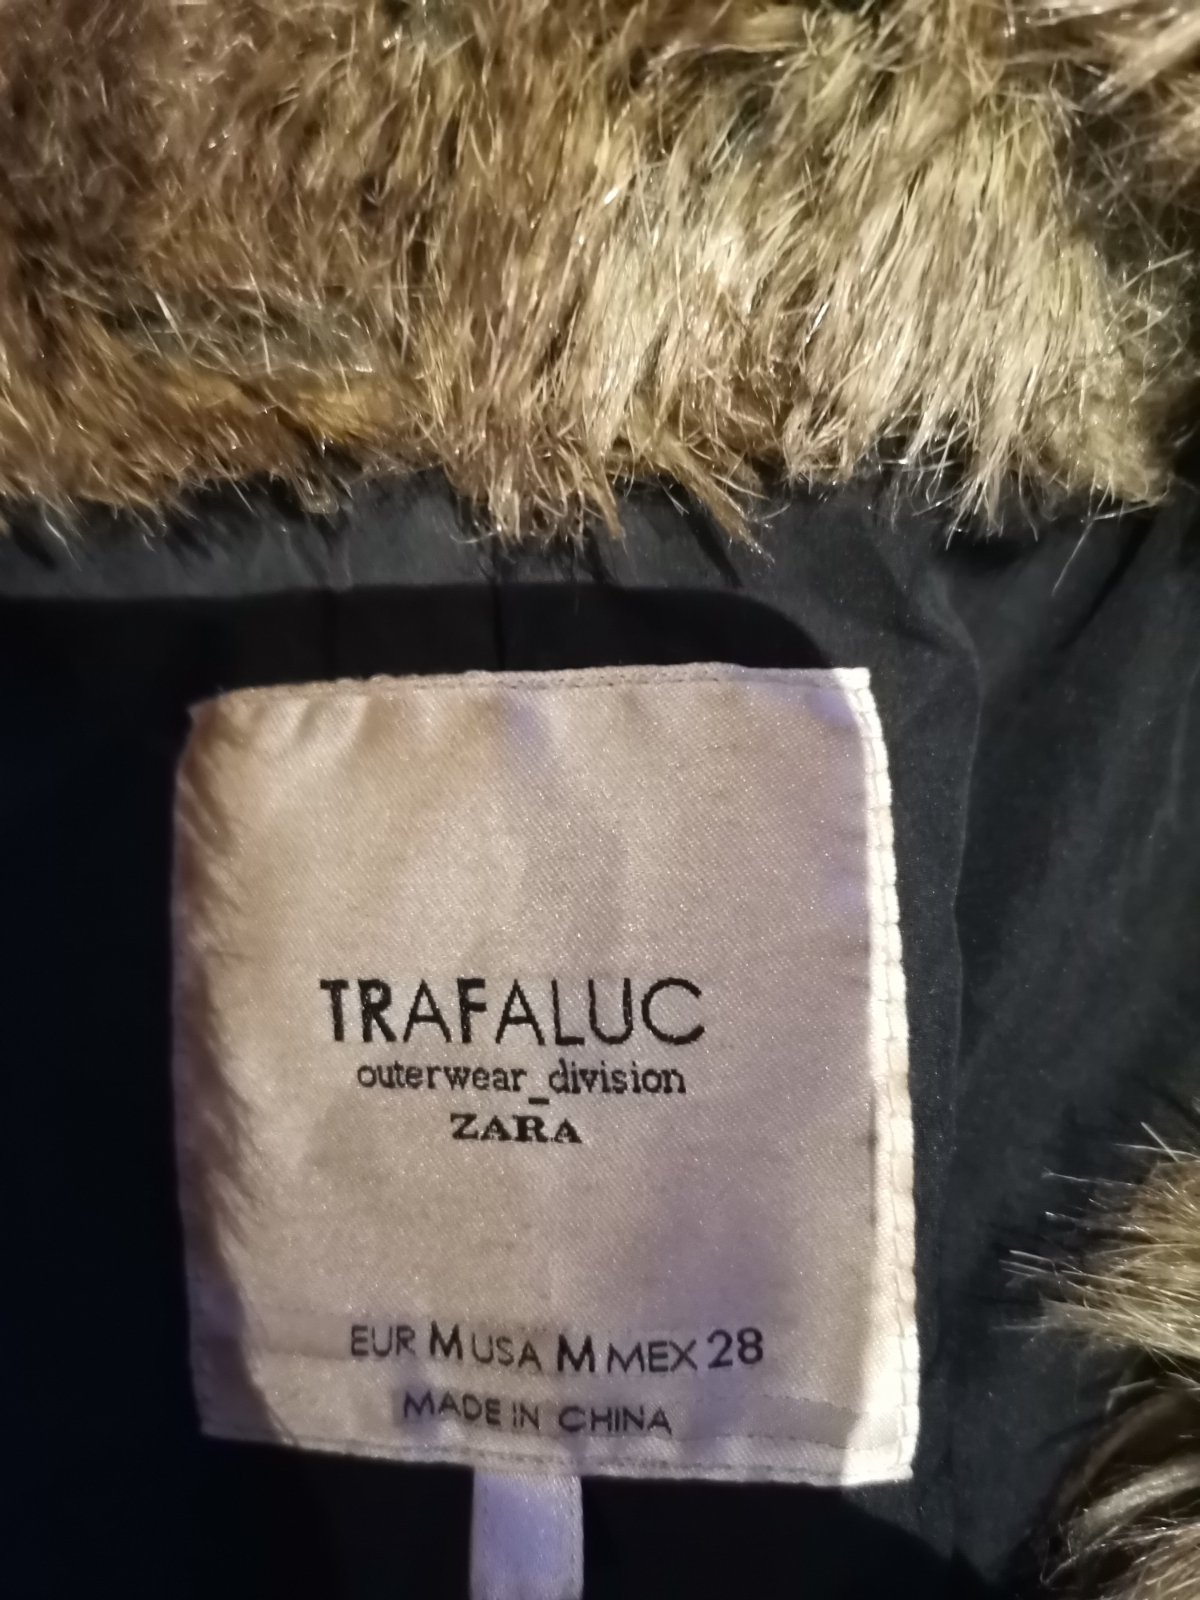 TRAFALUC
outerwear_division
ZARA
EUR M USA M MEX 28
MADE IN CHINA